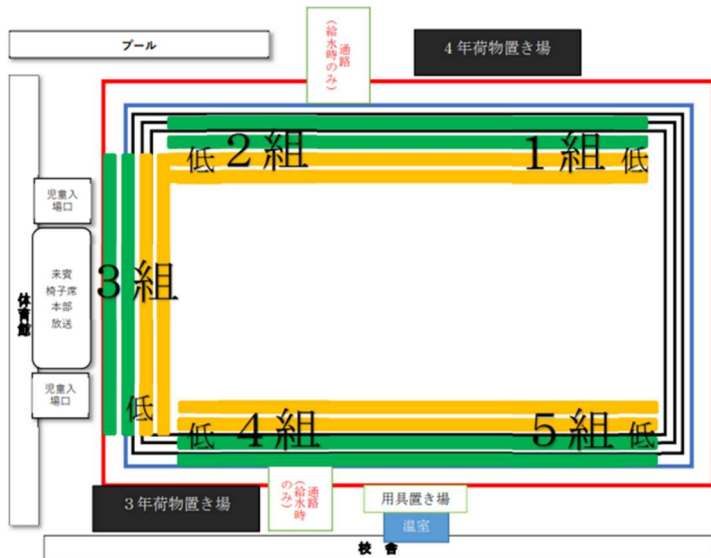 プール
通路
(給水時のみ)
4年荷物置き場
低 2組
1組 低
児童入
場口
来賓
椅子席
本部
放送
体育館
3組
児童入
場口
低
低 4組
5組 低
3年荷物置き場
通路
(給水時
のみ)
用具置き場
温室
校舎